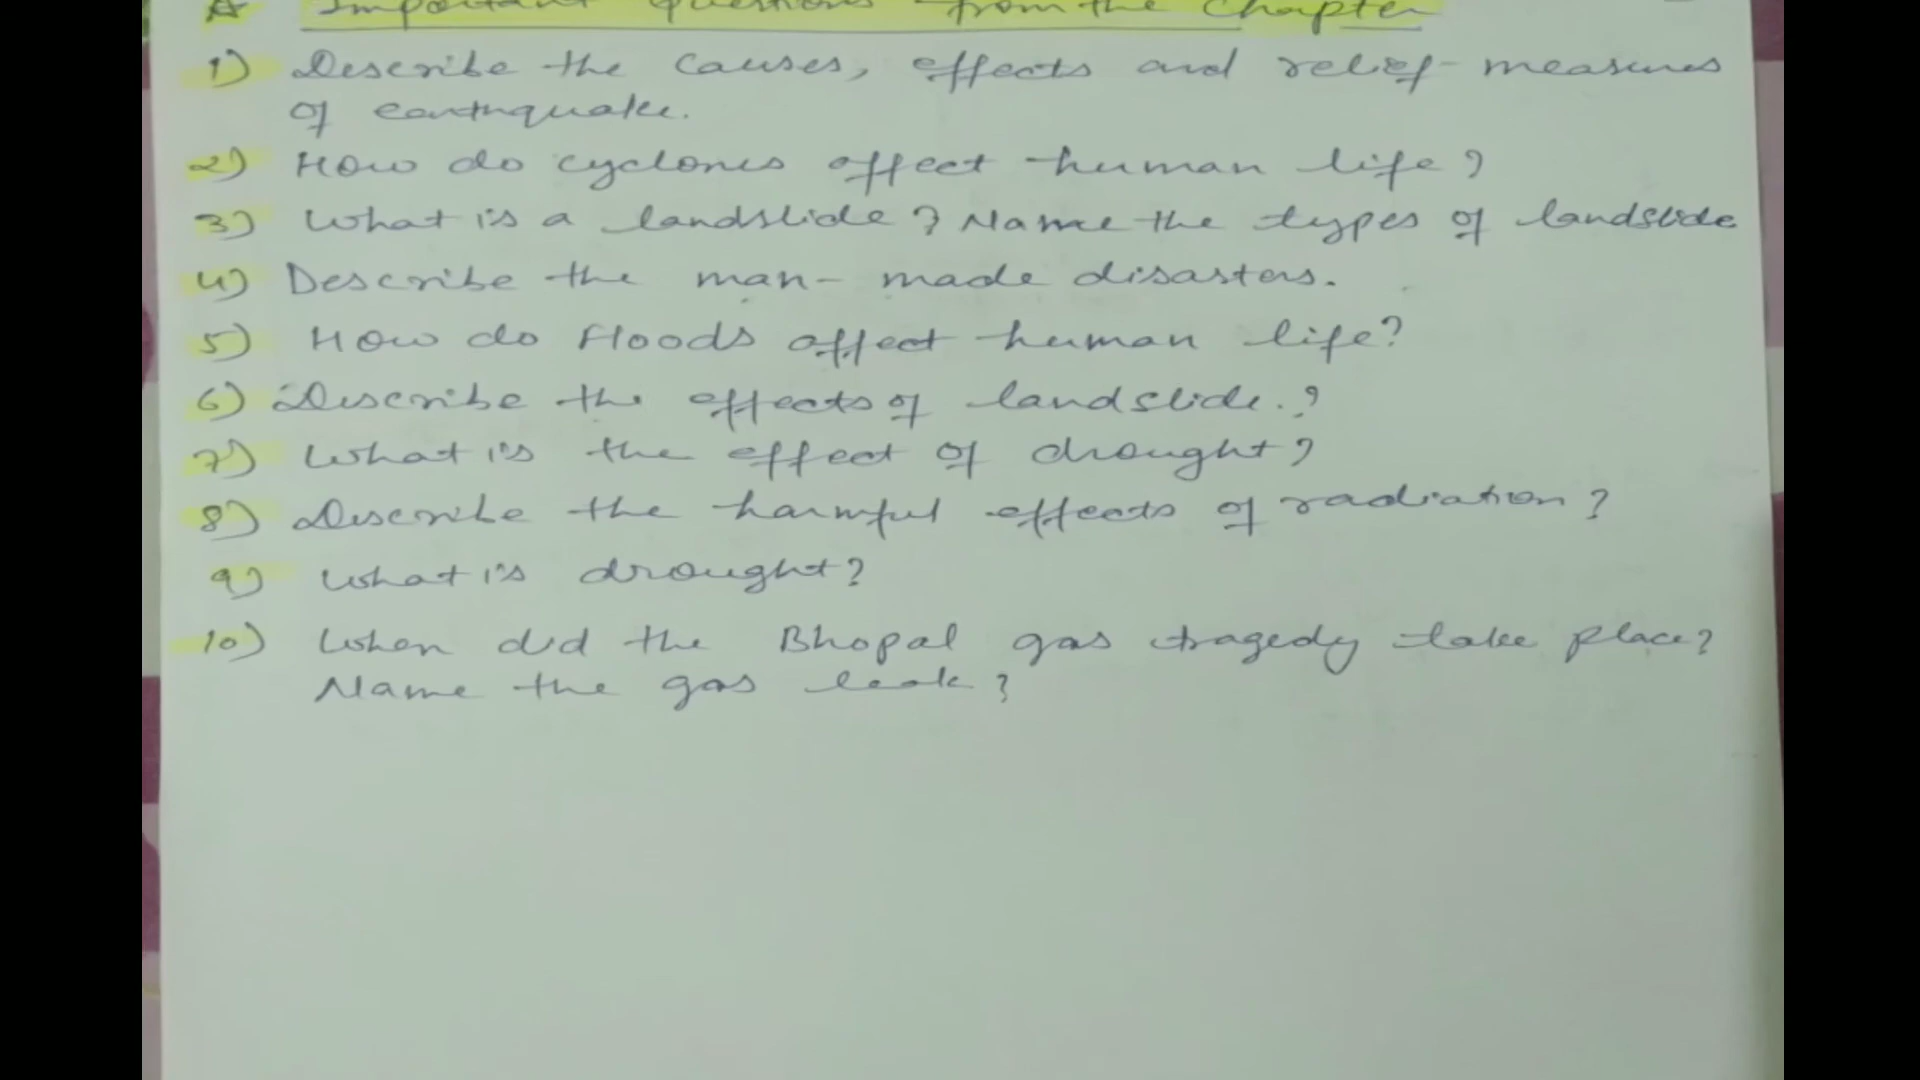 Important Questions from the Chapter
1) Describe the causes, effects and relief measures
of earthquake.
2) How do cyclones affect human life?
3) What is a landslide? Name the types of landslide
4) Describe the man-made disasters.
5) How do Floods affect human life?
6) Describe the effects of landslide.?
7) What is the effect of drought?
8) Describe the harmful effects of radiation?
9) What is drought?
10) When did the Bhopal gas tragedy take place?
Name the gas leak?